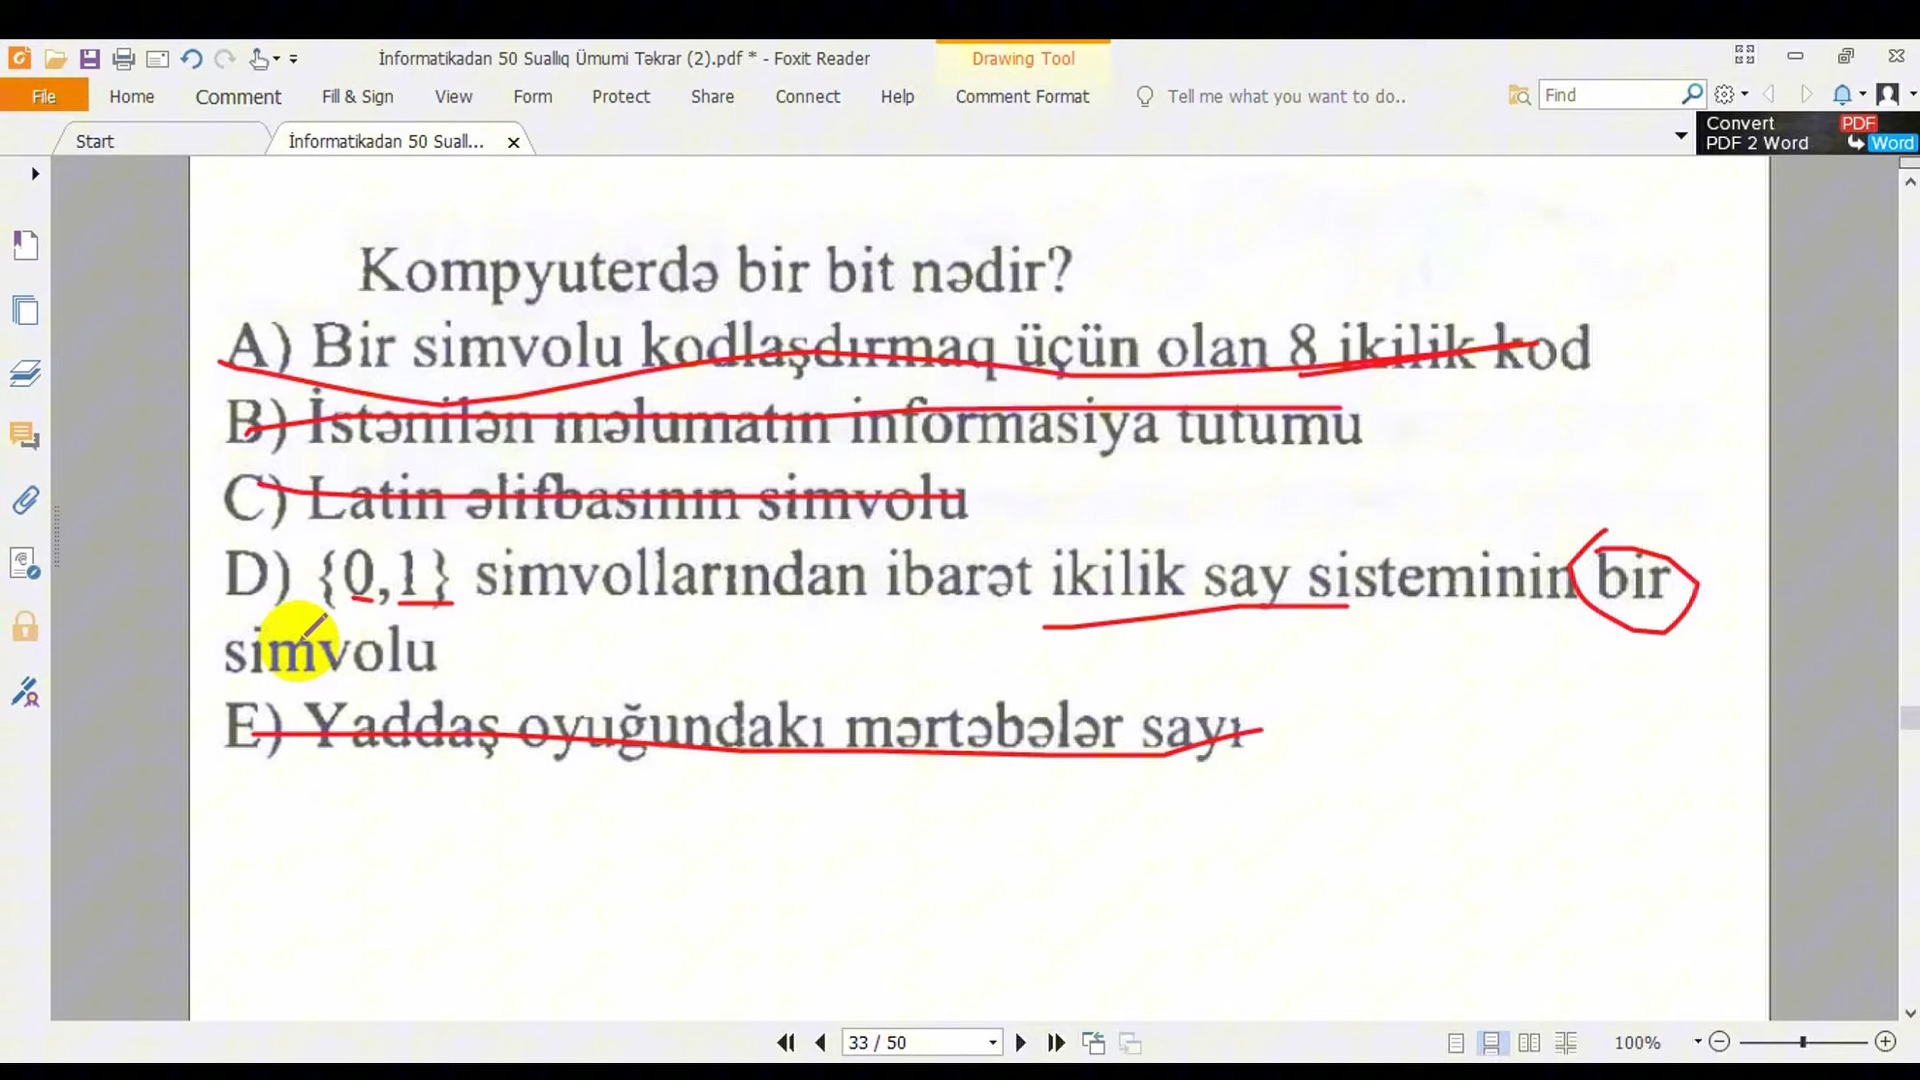 İnformatikadan 50 Suallıq Ümumi Təkrar (2).pdf * - Foxit Reader
Drawing Tool
File
Home
Comment
Fill & Sign
View
Form
Protect
Share
Connect
Help
Comment Format
Tell me what you want to do..
Find
Start
İnformatikadan 50 Suall...
Convert PDF
PDF 2 Word Word
Kompyuterdə bir bit nədir?
A) Bir simvolu kodlaşdırmaq üçün olan 8 ikilik kod
B) İstənilən məlumatın informasiya tutumu
C) Latin əlifbasının simvolu
D) {0,1} simvollarından ibarət ikilik say sisteminin bir
simvolu
E) Yaddaş oyuğundakı mərtəbələr sayı
33 / 50
100%